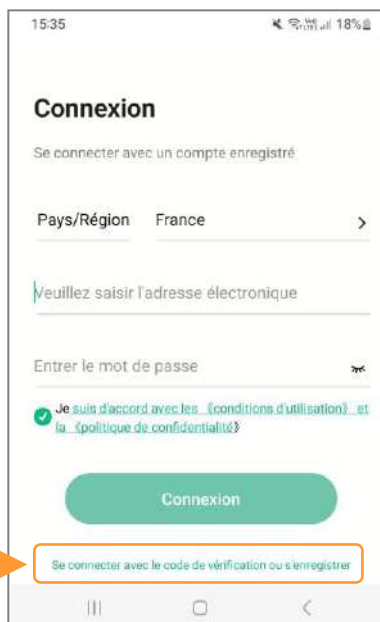 15:35 18%
Connexion
Se connecter avec un compte enregistré
Pays/Région France >
Veuillez saisir l'adresse électronique
Entrer le mot de passe
Je suis d'accord avec les 《conditions d'utilisation》 et
la 《politique de confidentialité》
Connexion
Se connecter avec le code de vérification ou s'enregistrer